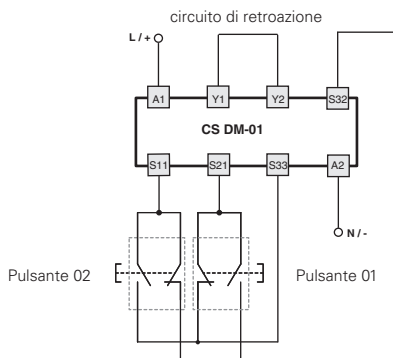 circuito di retroazione
L / +
A1 Y1 Y2 S32
CS DM-01
S11 S21 S33 A2
N / -
Pulsante 02 Pulsante 01